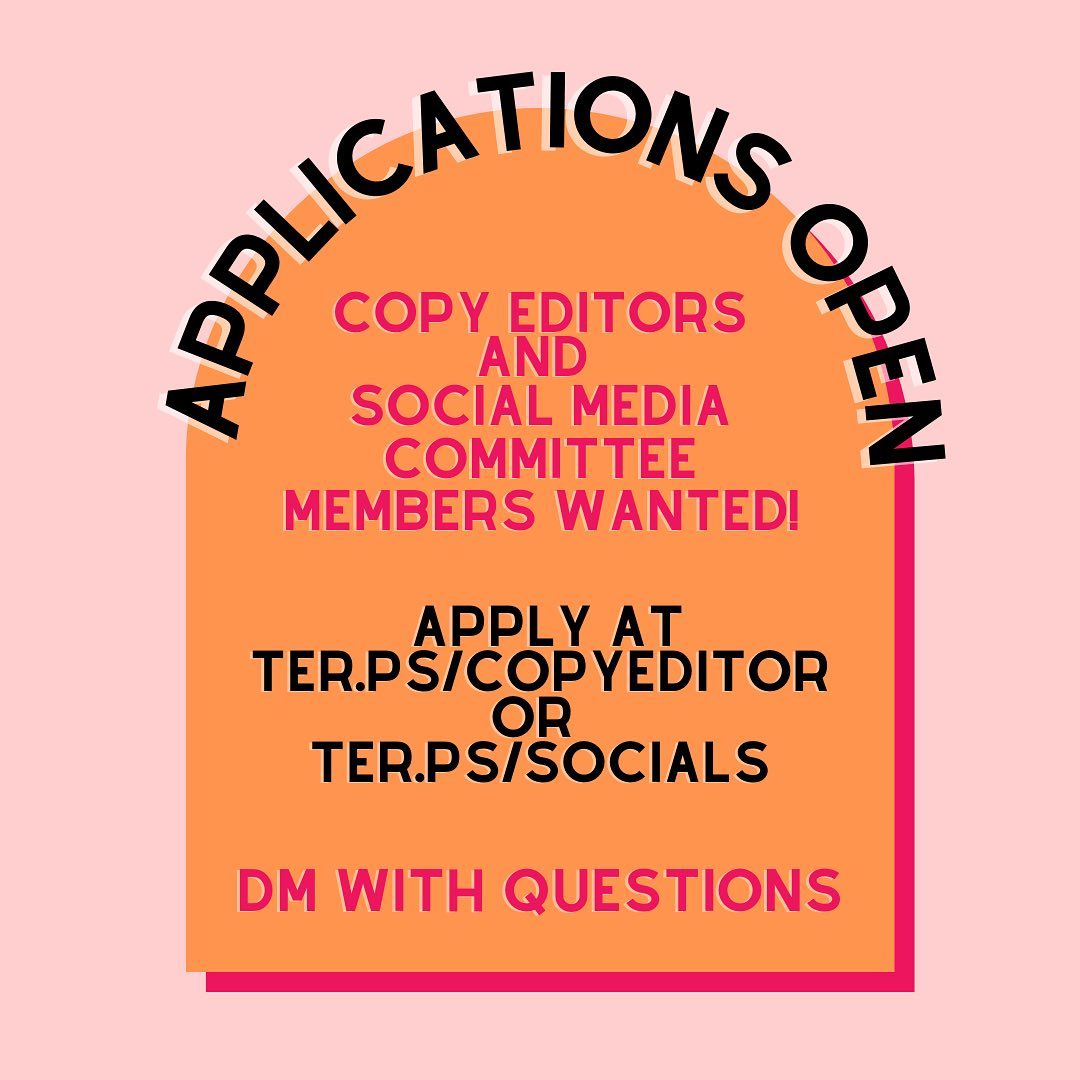 APPLICATIONS OPEN
COPY EDITORS
AND
SOCIAL MEDIA
COMMITTEE
MEMBERS WANTED!
APPLY AT
TER.PS/COPYEDITOR
OR
TER.PS/SOCIALS
DM WITH QUESTIONS